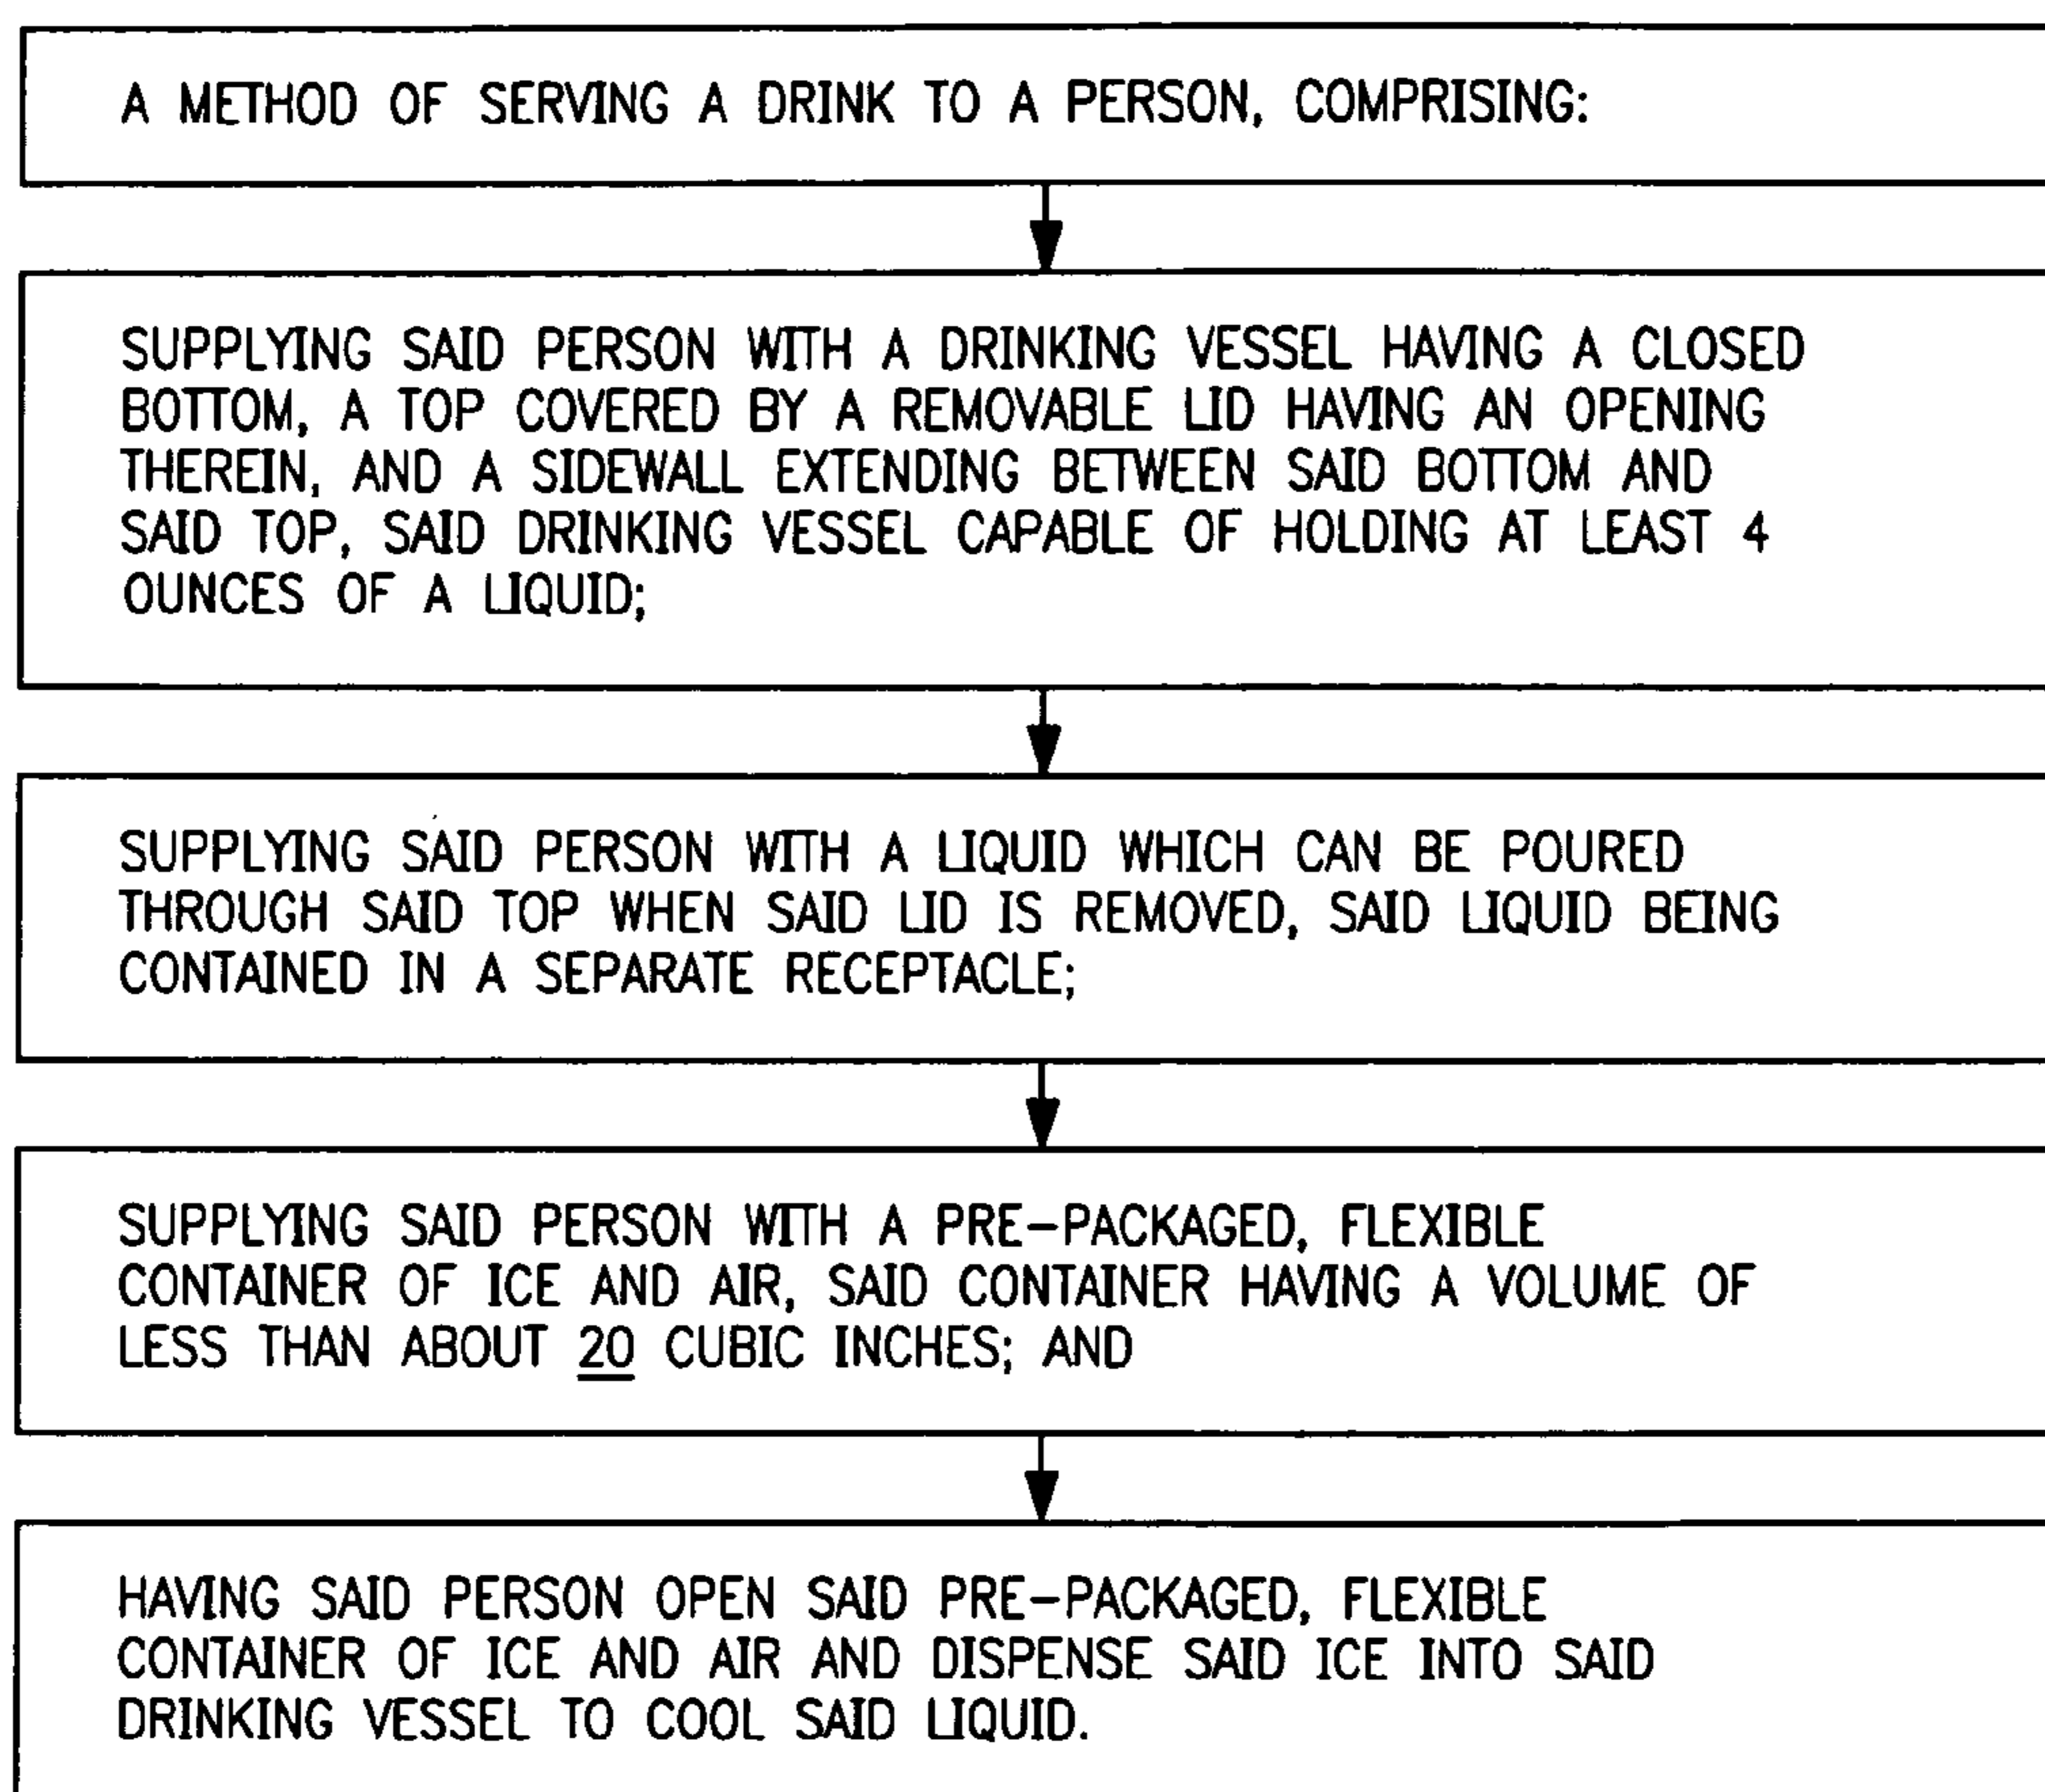 A METHOD OF SERVING A DRINK TO A PERSON, COMPRISING:
SUPPLYING SAID PERSON WITH A DRINKING VESSEL HAVING A CLOSED
BOTTOM, A TOP COVERED BY A REMOVABLE LID HAVING AN OPENING
THEREIN, AND A SIDEWALL EXTENDING BETWEEN SAID BOTTOM AND
SAID TOP, SAID DRINKING VESSEL CAPABLE OF HOLDING AT LEAST 4
OUNCES OF A LIQUID;
SUPPLYING SAID PERSON WITH A LIQUID WHICH CAN BE POURED
THROUGH SAID TOP WHEN SAID LID IS REMOVED, SAID LIQUID BEING
CONTAINED IN A SEPARATE RECEPTACLE;
SUPPLYING SAID PERSON WITH A PRE-PACKAGED, FLEXIBLE
CONTAINER OF ICE AND AIR, SAID CONTAINER HAVING A VOLUME OF
LESS THAN ABOUT 20 CUBIC INCHES; AND
HAVING SAID PERSON OPEN SAID PRE-PACKAGED, FLEXIBLE
CONTAINER OF ICE AND AIR AND DISPENSE SAID ICE INTO SAID
DRINKING VESSEL TO COOL SAID LIQUID.